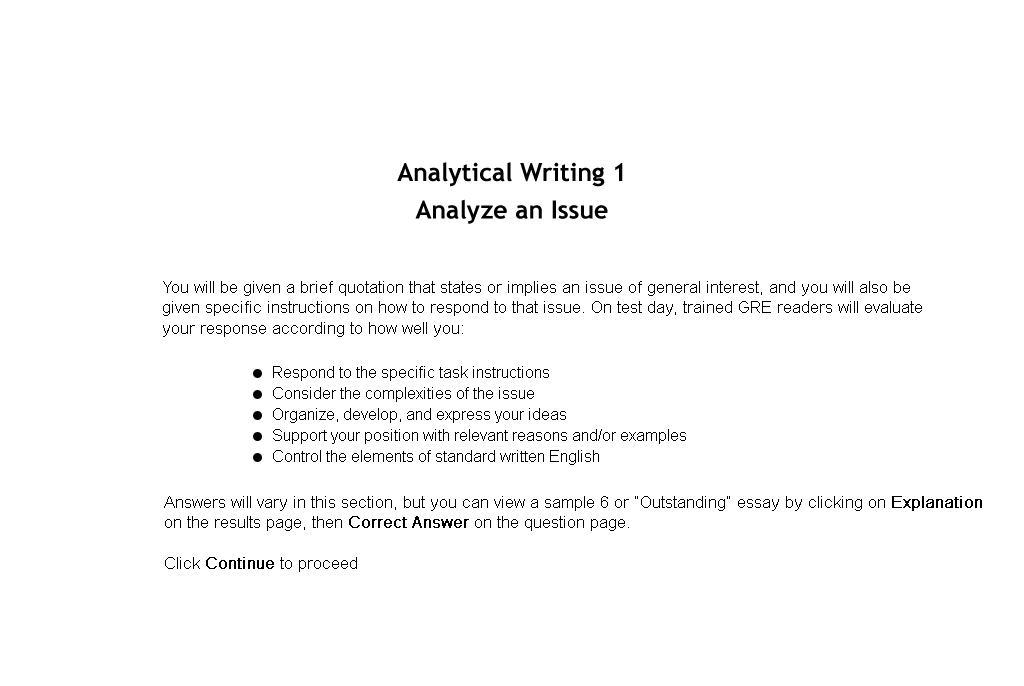 Analytical Writing 1
Analyze an Issue
You will be given a brief quotation that states or implies an issue of general interest, and you will also be
given specific instructions on how to respond to that issue. On test day, trained GRE readers will evaluate
your response according to how well you:
● Respond to the specific task instructions
● Consider the complexities of the issue
● Organize, develop, and express your ideas
● Support your position with relevant reasons and/or examples
● Control the elements of standard written English
Answers will vary in this section, but you can view a sample 6 or "Outstanding" essay by clicking on Explanation
on the results page, then Correct Answer on the question page.
Click Continue to proceed